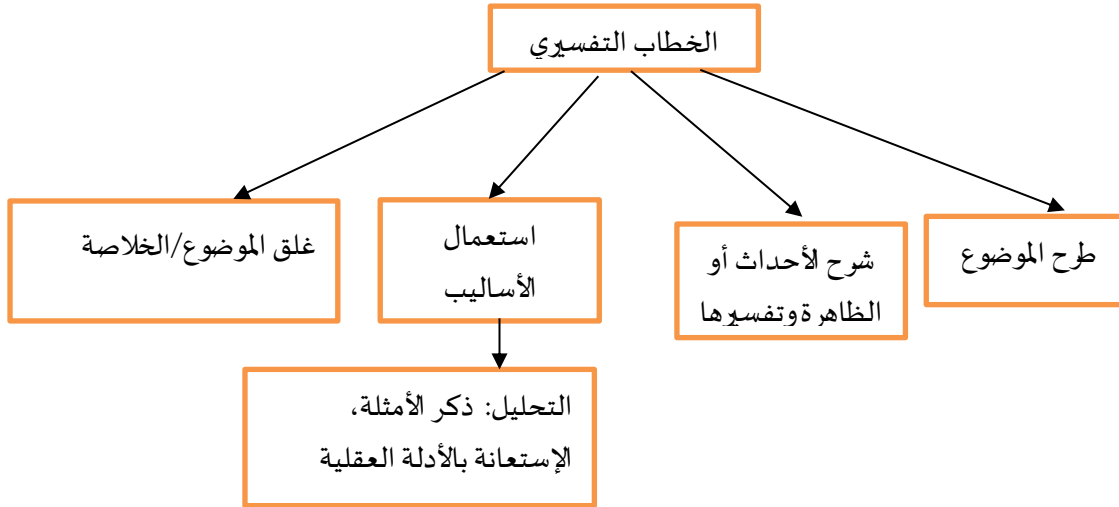 الخطاب التفسيري
طرح الموضوع
شرح الأحداث أو
الظاهرة وتفسيرها
استعمال
الأساليب
غلق الموضوع/الخلاصة
التحليل: ذكر الأمثلة،
الإستعانة بالأدلة العقلية